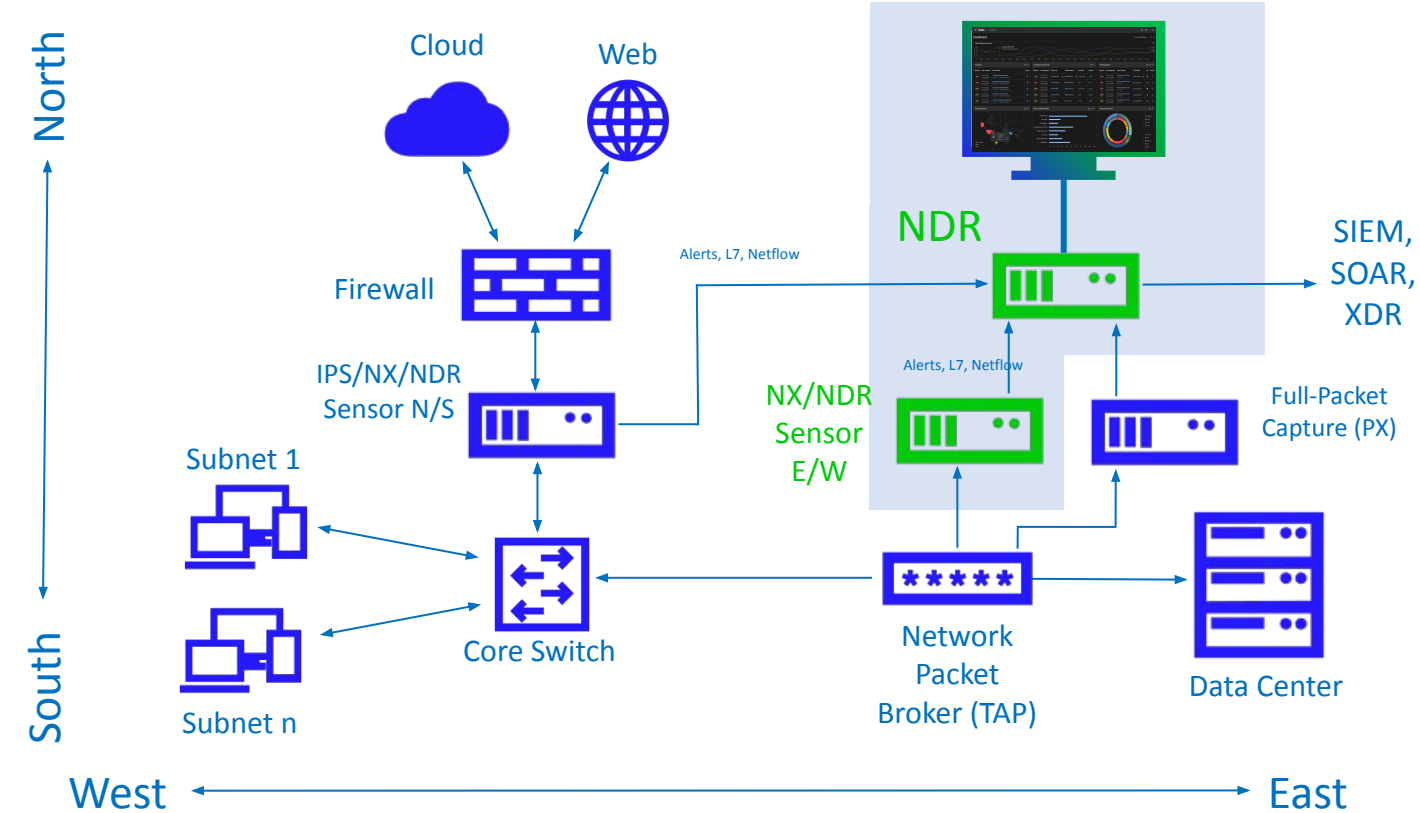 North
Cloud
Web
NDR
Alerts, L7, Netflow
SIEM,
SOAR,
XDR
Firewall
IPS/NX/NDR
Sensor N/S
Alerts, L7, Netflow
NX/NDR
Sensor
E/W
Full-Packet
Capture (PX)
Subnet 1
*****
Core Switch
Network
Packet
Broker (TAP)
Data Center
Subnet n
South
West
East